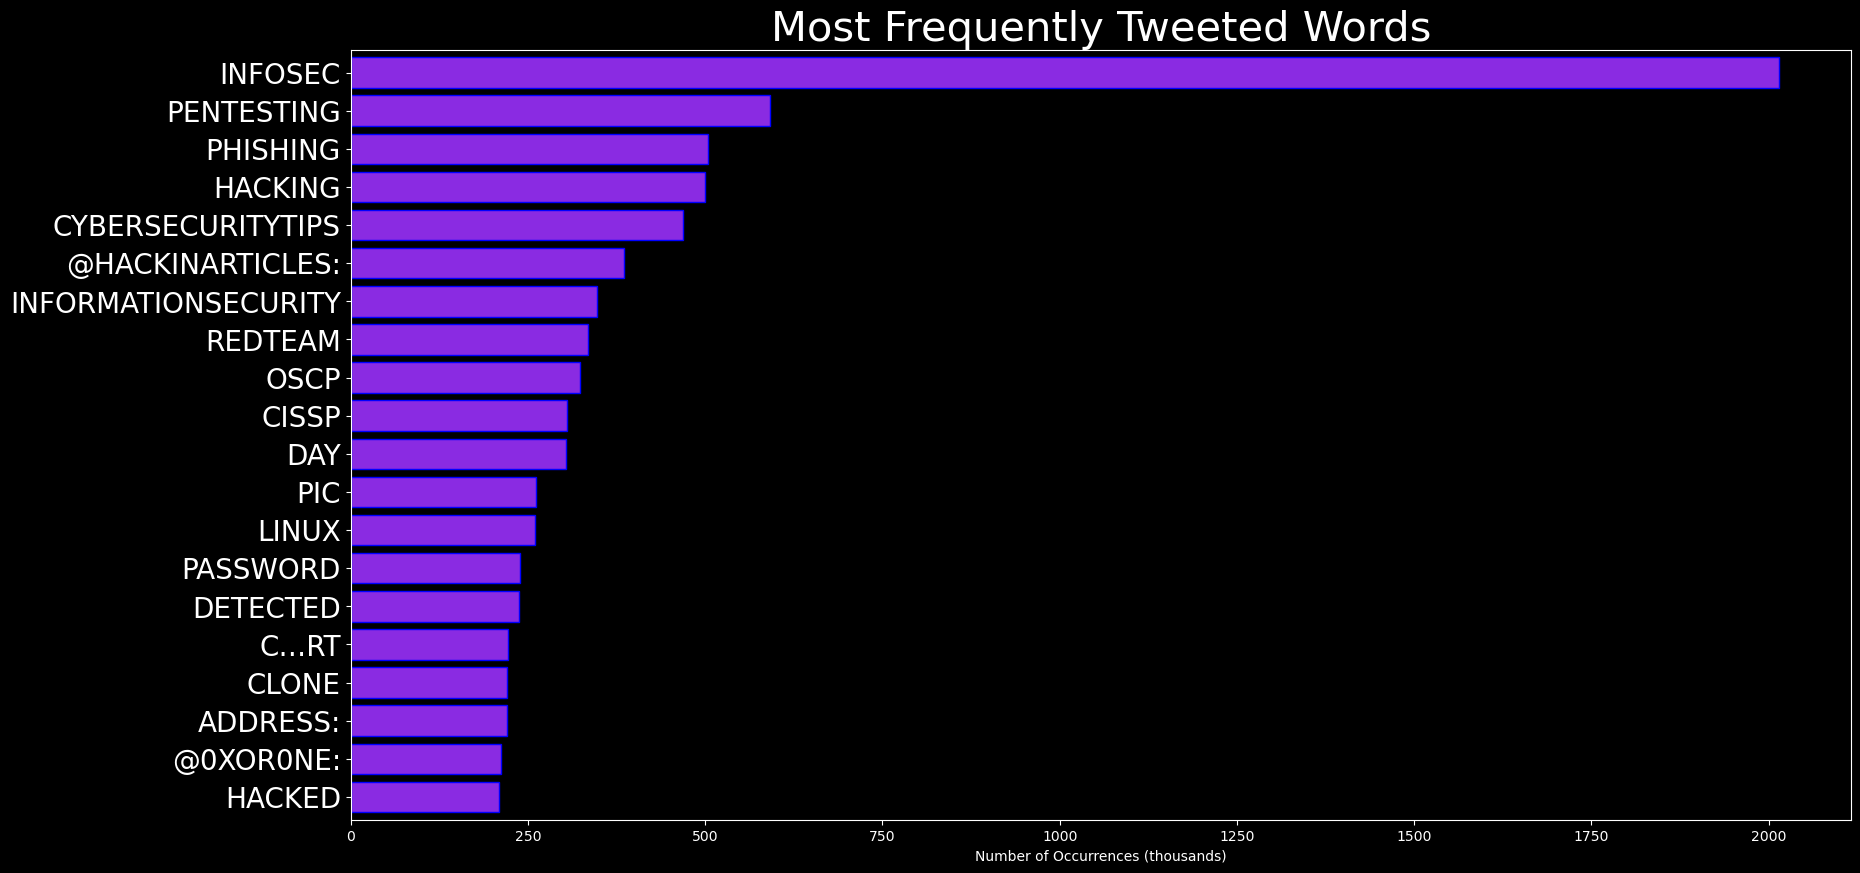 Most Frequently Tweeted Words
INFOSEC
PENTESTING
PHISHING
HACKING
CYBERSECURITYTIPS
@HACKINARTICLES:
INFORMATIONSECURITY
REDTEAM
OSCP
CISSP
DAY
PIC
LINUX
PASSWORD
DETECTED
C…RT
CLONE
ADDRESS:
@0XOR0NE:
HACKED
0 250 500 750 1000 1250 1500 1750 2000
Number of Occurrences (thousands)